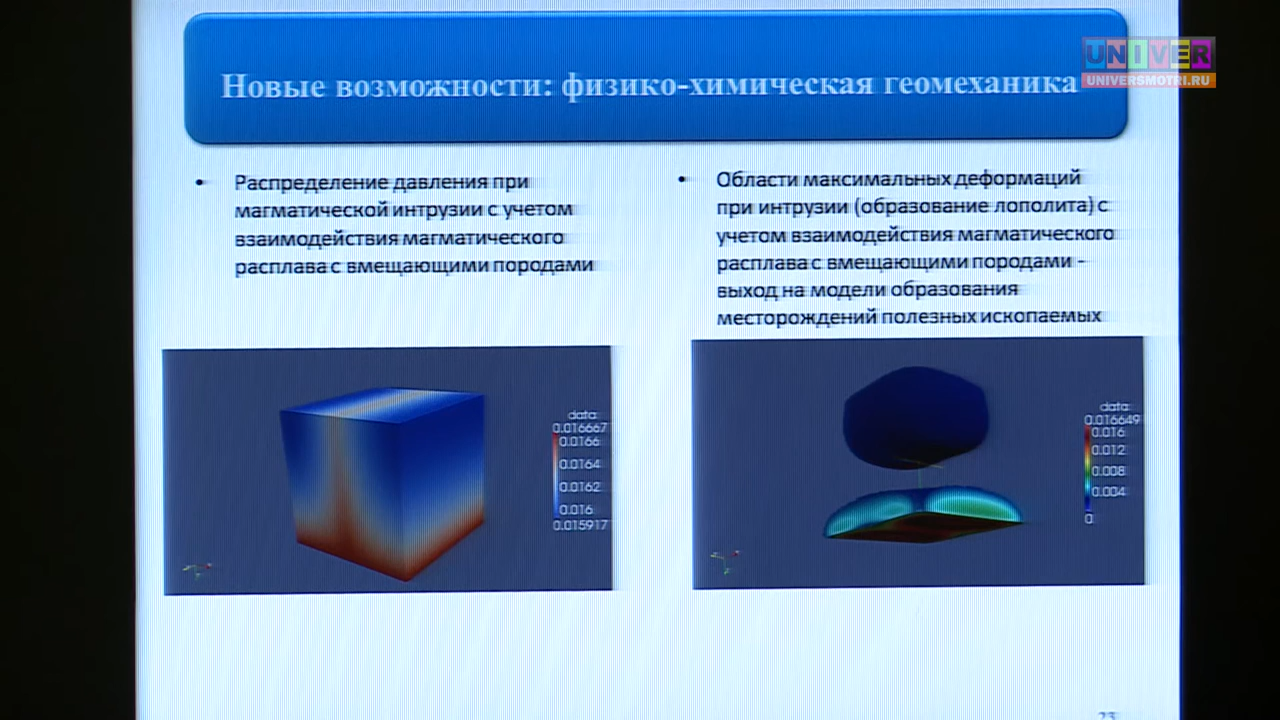 UNIVER
UNIVERSMOTRI.RU
Новые возможности: физико-химическая геомеханика
• Распределение давления при
магматической интрузии с учетом
взаимодействия магматического
расплава с вмещающими породами
• Области максимальных деформаций
при интрузии (образование лополита) с
учетом взаимодействия магматического
расплава с вмещающими породами -
выход на модели образования
месторождений полезных ископаемых
data
0.016667
0.0166
0.0164
0.0162
0.016
0.015917
data
0.016649
0.016
0.012
0.008
0.004
0